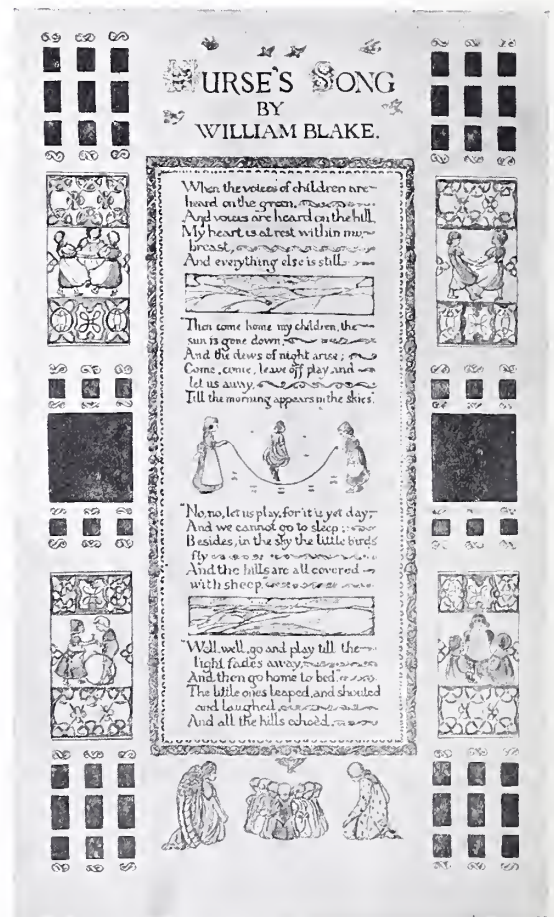 NURSE'S SONG
BY
WILLIAM BLAKE.
When the voices of children are
heard on the green,
And voices are heard on the hill,
My heart is at rest within my
breast,
And everything else is still.
"Then come home my children, the
sun is gone down,
And the dews of night arise;
Come, come, leave off play, and
let us away,
Till the morning appears in the skies."
"No, no, let us play, for it is yet day,
And we cannot go to sleep;
Besides, in the sky the little birds
fly
And the hills are all covered
with sheep.
"Well, well, go and play till the
light fades away,
And then go home to bed.
The little ones leaped, and shouted
and laughed
And all the hills echoed.